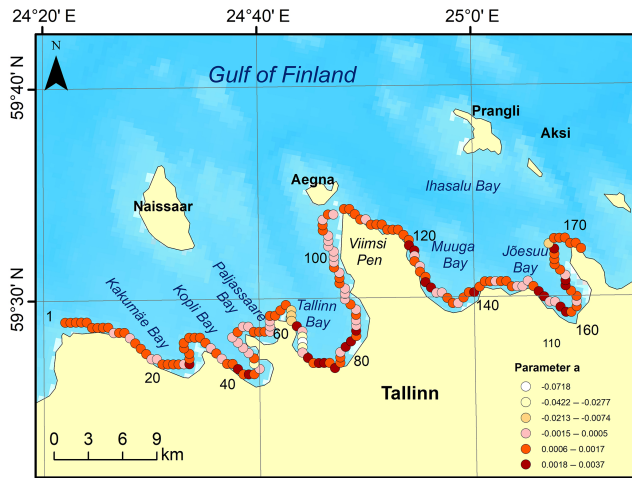 24°20' E
24°40' E
25°0' E
59°40' N
59°30' N
N
Gulf of Finland
Prangli
Aksi
Aegna
Ihasalu Bay
Naissaar
Viimsi
Pen
100
120
Muuga
Bay
170
Jõesuu
Bay
Kakumäe Bay
Kopli Bay
Paljassaare
Bay
Tallinn
Bay
1
20
40
60
80
140
160
110
Tallinn
0 3 6 9
km
Parameter a
-0.0718
-0.0422 – -0.0277
-0.0213 – -0.0074
-0.0015 – 0.0005
0.0006 – 0.0017
0.0018 – 0.0037